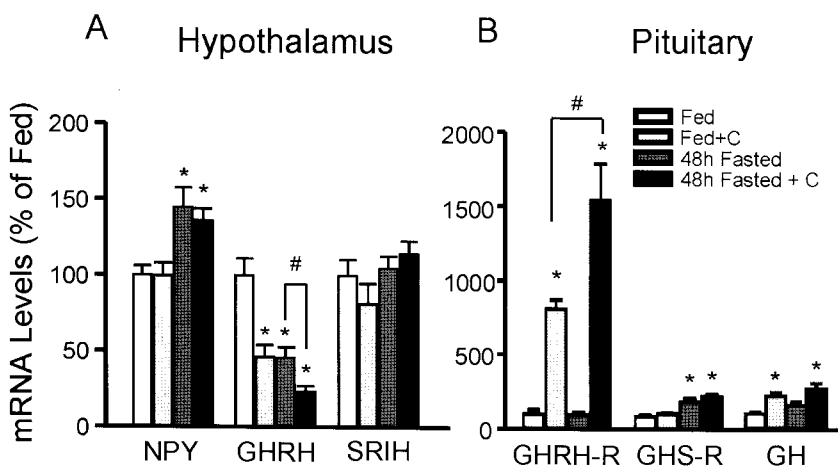 A Hypothalamus
B Pituitary
mRNA Levels (% of Fed)
200
150
100
50
0
* * * * * #
NPY GHRH SRIH
2000
1500
1000
500
0
#
* * * * * *
Fed
Fed+C
48h Fasted
48h Fasted + C
GHRH-R GHS-R GH